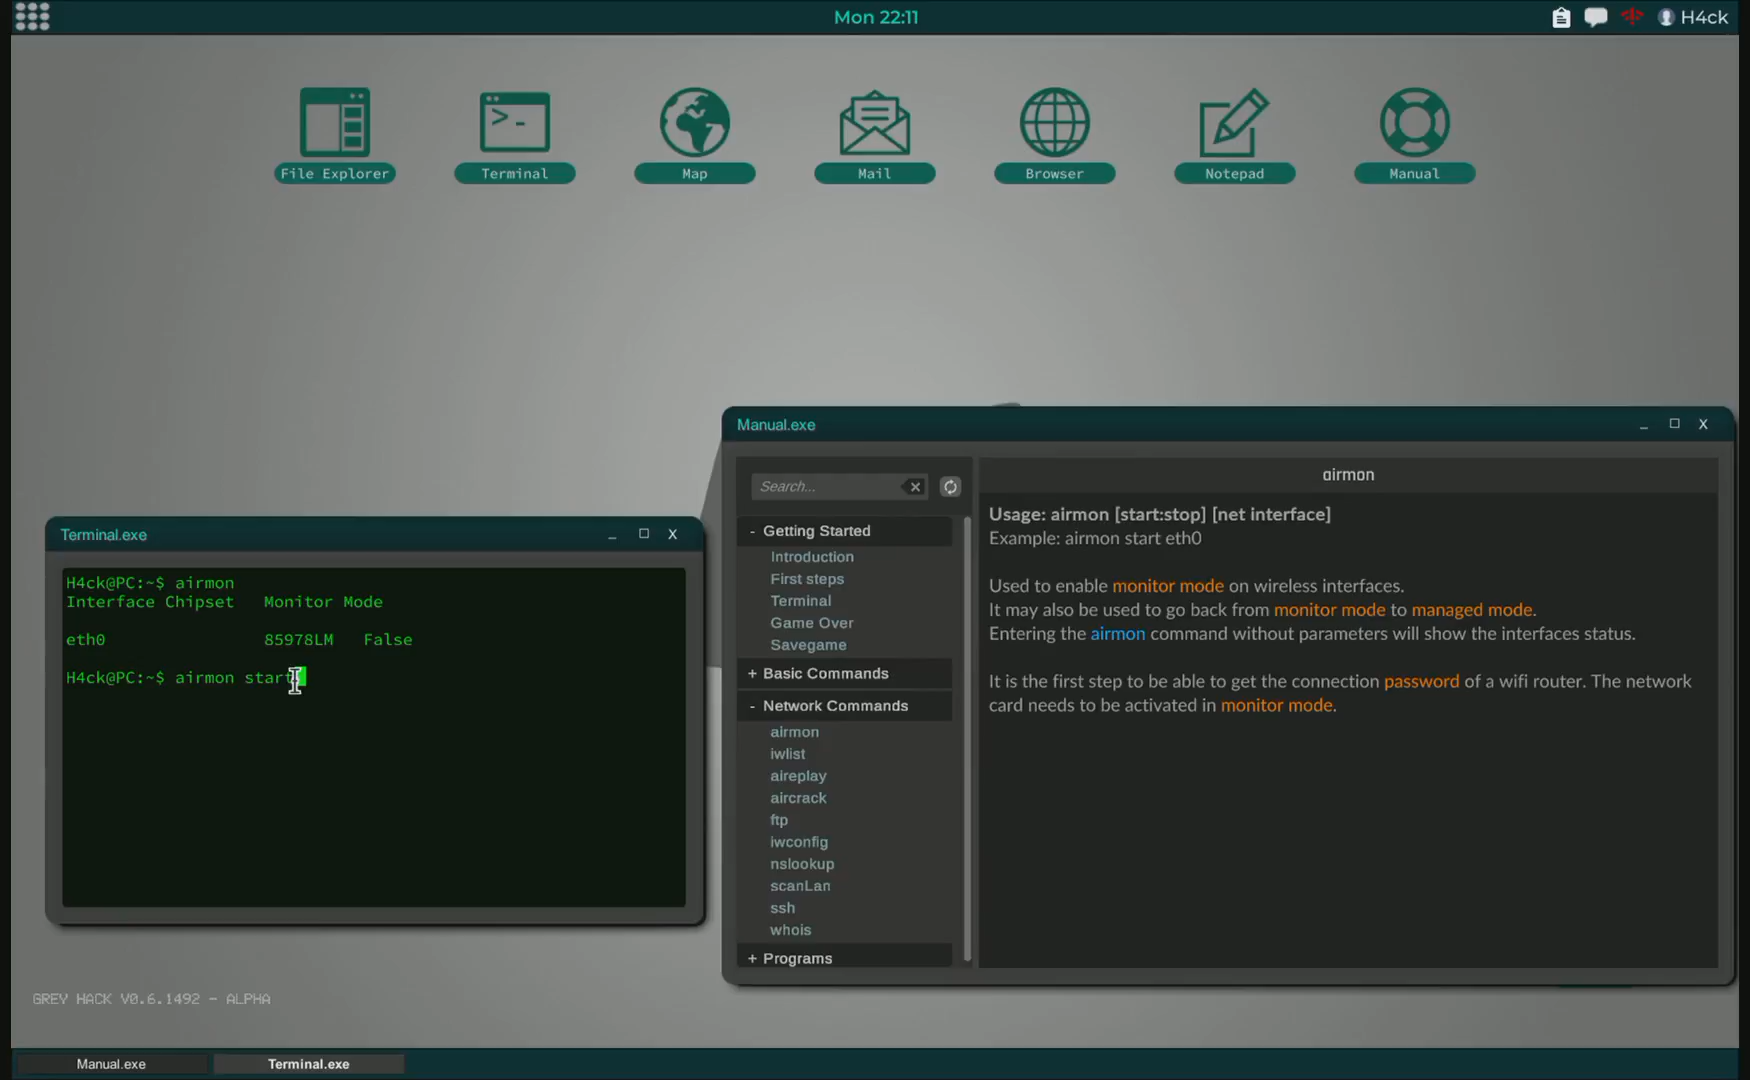 Mon 22:11
H4ck
File Explorer
Terminal
Map
Mail
Browser
Notepad
Manual
Terminal.exe
H4ck@PC:~$ airmon
Interface Chipset Monitor Mode
eth0 85978LM False
H4ck@PC:~$ airmon start
Manual.exe
Search...
- Getting Started
Introduction
First steps
Terminal
Game Over
Savegame
+ Basic Commands
- Network Commands
airmon
iwlist
aireplay
aircrack
ftp
iwconfig
nslookup
scanLan
ssh
whois
+ Programs
airmon
Usage: airmon [start:stop] [net interface]
Example: airmon start eth0
Used to enable monitor mode on wireless interfaces.
It may also be used to go back from monitor mode to managed mode.
Entering the airmon command without parameters will show the interfaces status.
It is the first step to be able to get the connection password of a wifi router. The network
card needs to be activated in monitor mode.
GREY HACK V0.6.1492 - ALPHA
Manual.exe
Terminal.exe